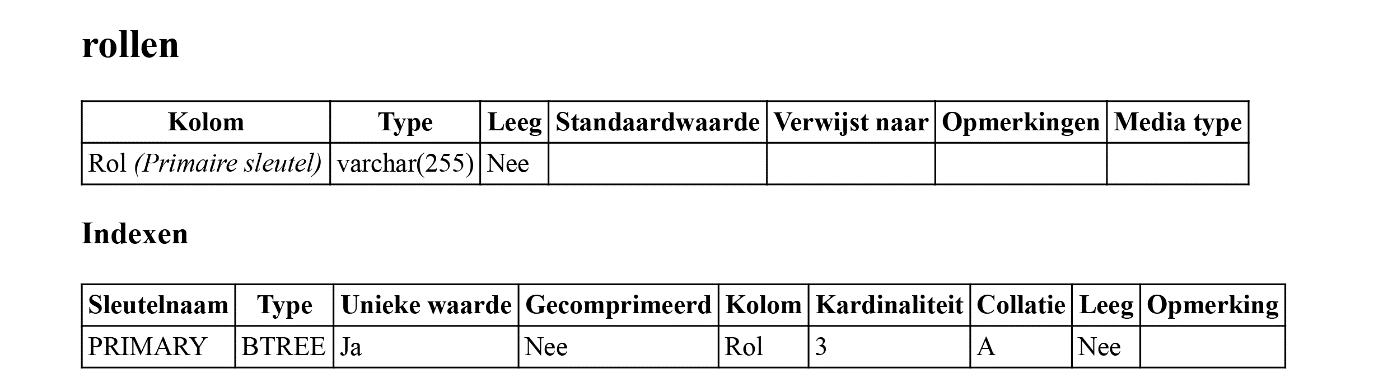 rollen
Kolom Type Leeg Standaardwaarde Verwijst naar Opmerkingen Media type
Rol (Primaire sleutel) varchar(255) Nee
Indexen
Sleutelnaam Type Unieke waarde Gecomprimeerd Kolom Kardinaliteit Collatie Leeg Opmerking
PRIMARY BTREE Ja Nee Rol 3 A Nee